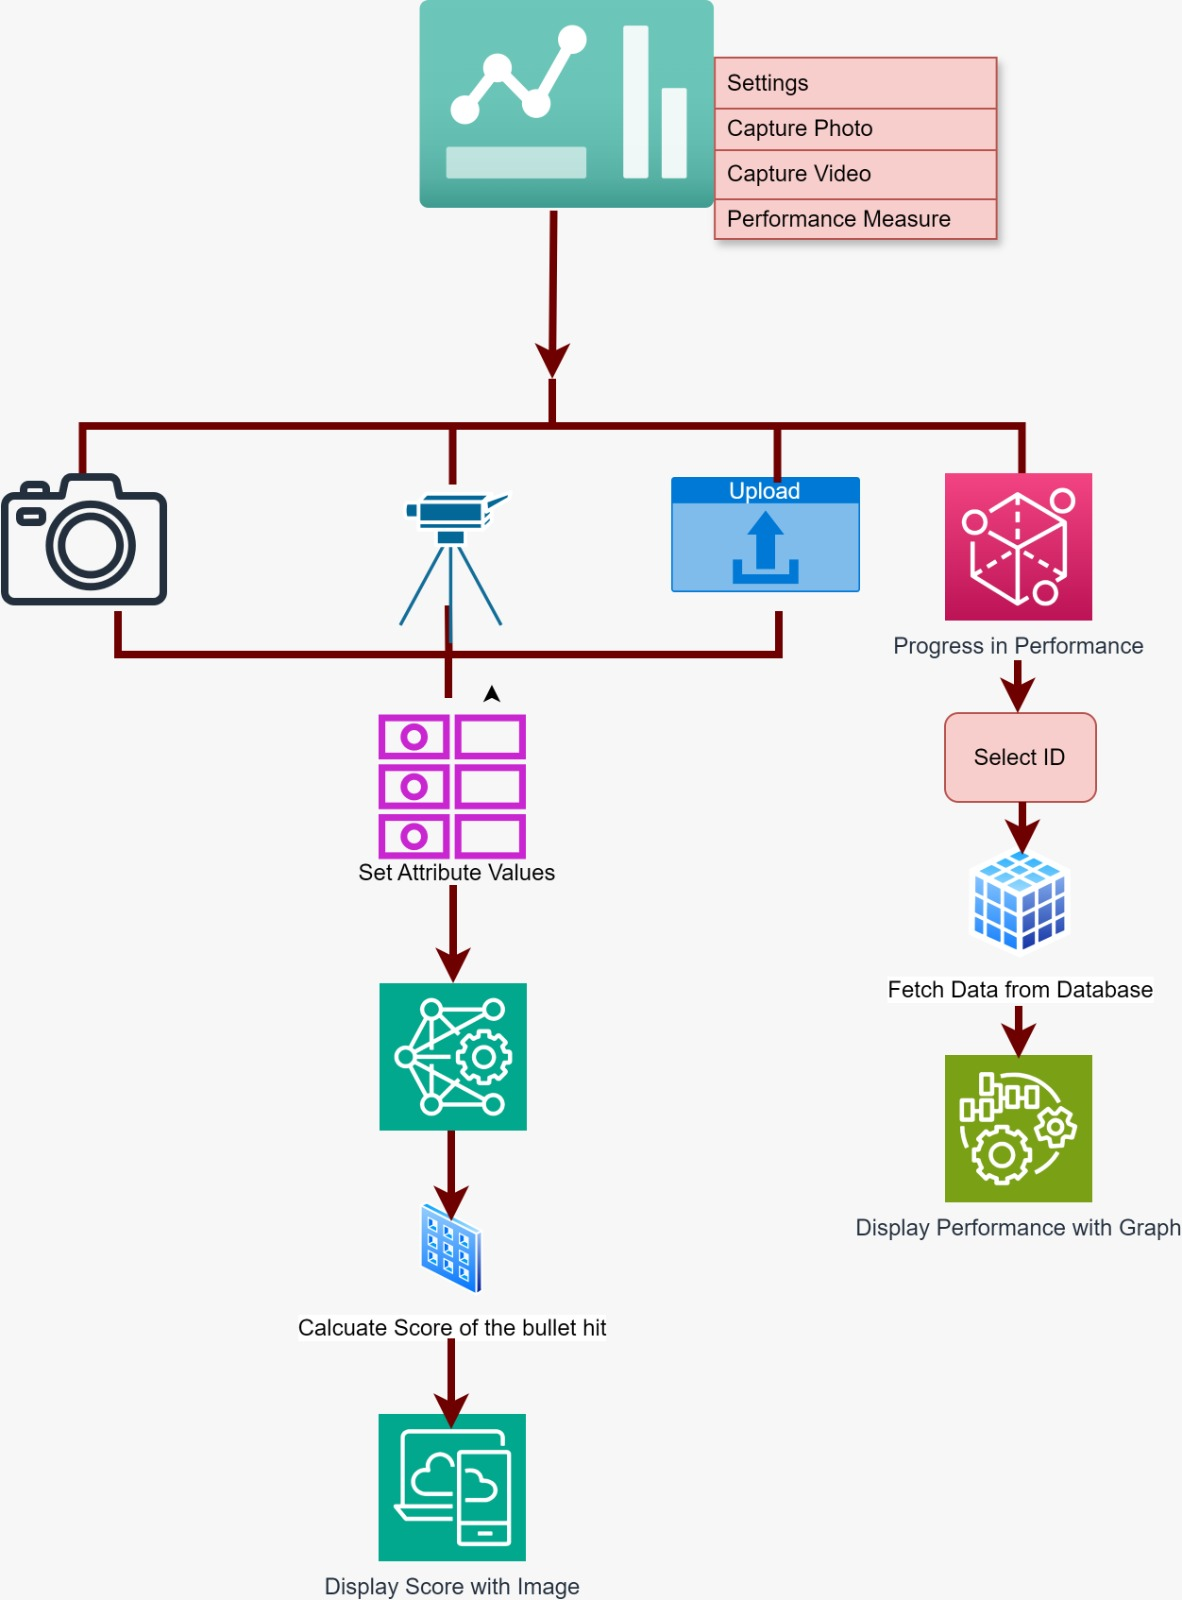 Settings
Capture Photo
Capture Video
Performance Measure
Upload
Progress in Performance
Select ID
Set Attribute Values
Fetch Data from Database
Display Performance with Graph
Calcuate Score of the bullet hit
Display Score with Image